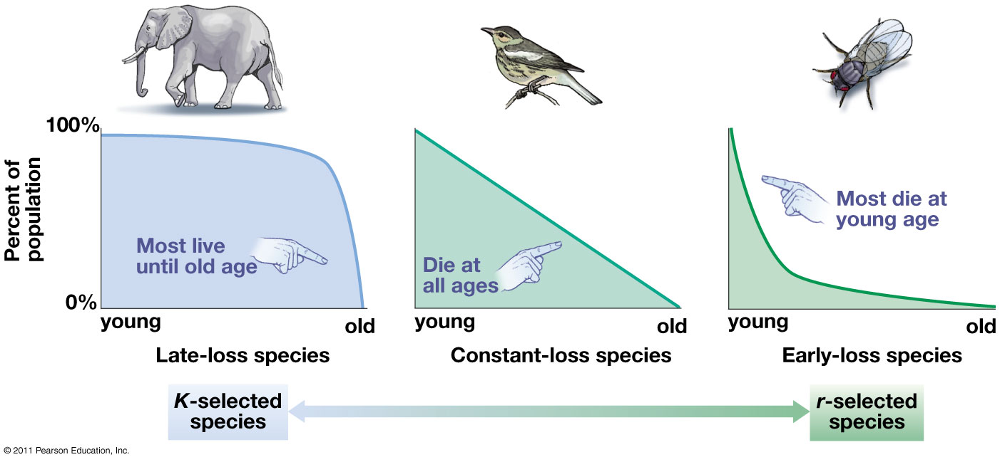 100%
Percent of
population
0%
Most live
until old age
young
old
Late-loss species
Die at
all ages
young
old
Constant-loss species
Most die at
young age
young
old
Early-loss species
K-selected
species
r-selected
species
© 2011 Pearson Education, Inc.